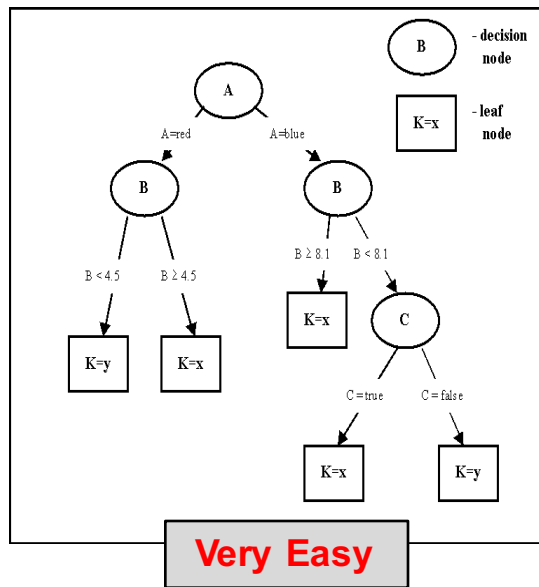 B
- decision
node
A
K=x
- leaf
node
A=red
A=blue
B
B
B < 4.5
B ≥ 4.5
B ≥ 8.1
B < 8.1
K=x
C
K=y
K=x
C = true
C = false
K=x
K=y
Very Easy